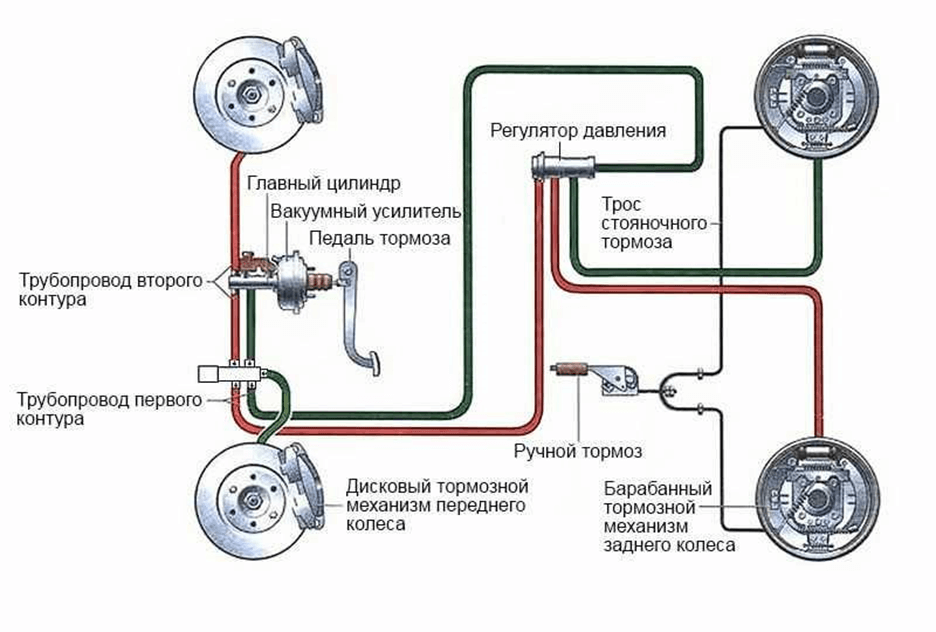 Регулятор давления
Главный цилиндр
Вакуумный усилитель
Педаль тормоза
Трос
стояночного
тормоза
Трубопровод второго
контура
Трубопровод первого
контура
Ручной тормоз
Дисковый тормозной
механизм переднего
колеса
Барабанный
тормозной
механизм
заднего колеса